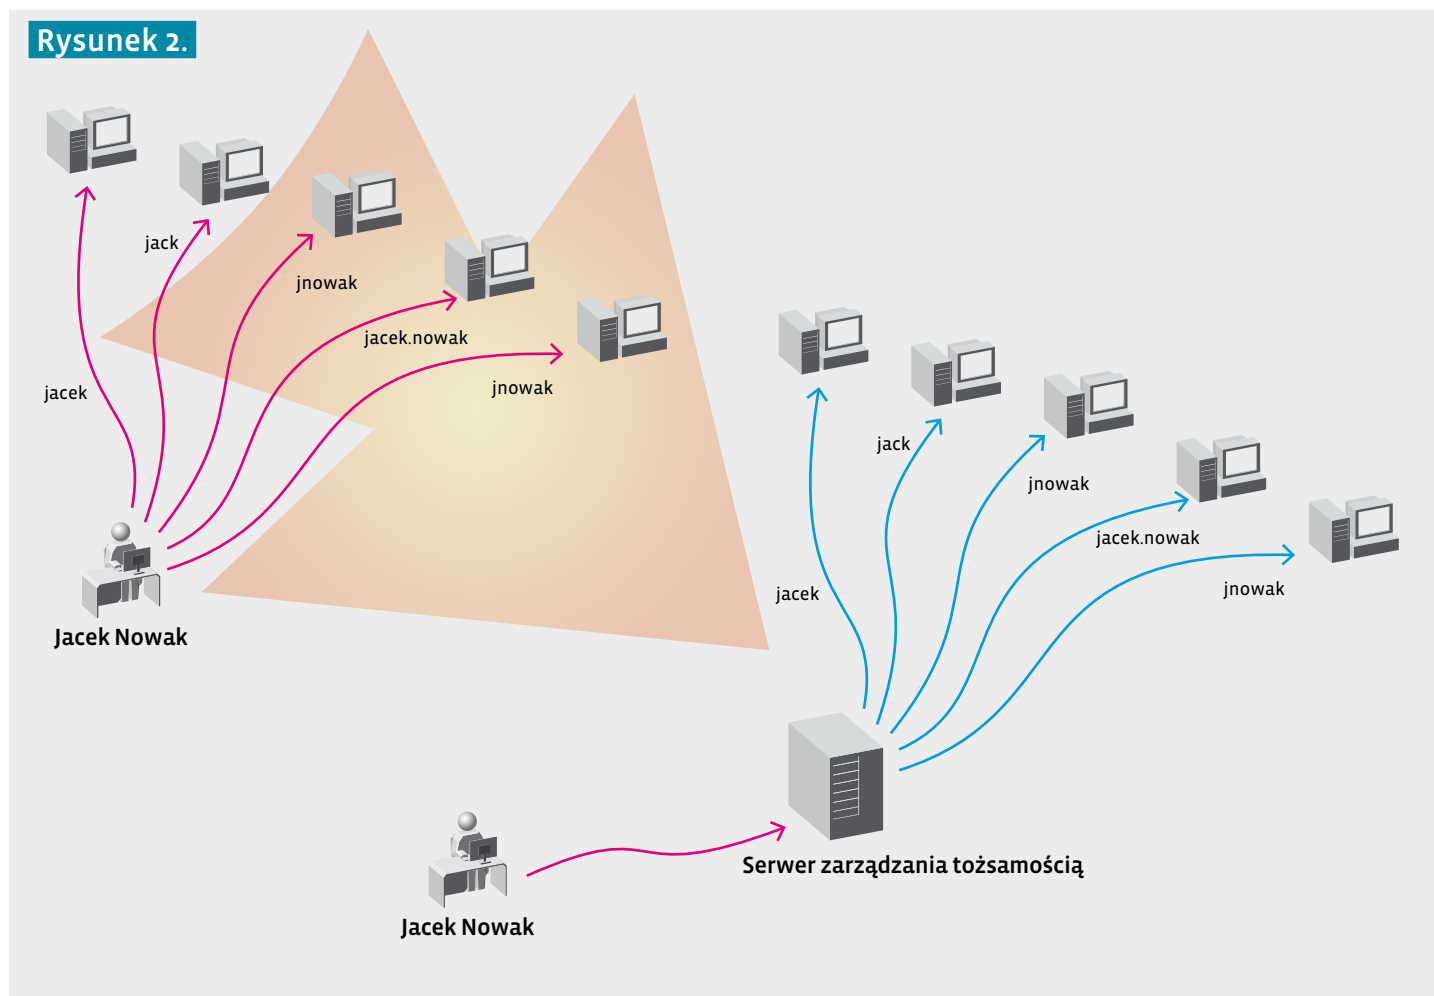 Rysunek 2.
jack
jnowak
jacek.nowak
jnowak
jacek
Jacek Nowak
jack
jnowak
jacek.nowak
jnowak
jacek
Serwer zarządzania tożsamością
Jacek Nowak